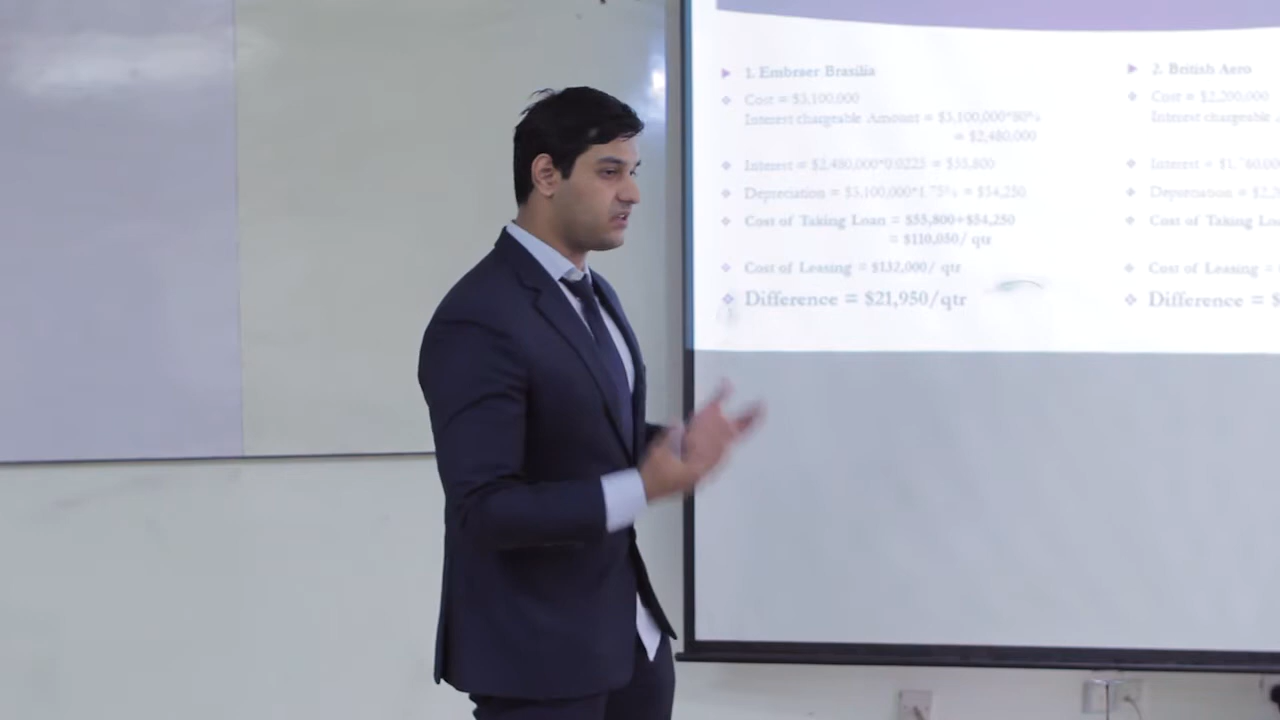 1. Embraer Brasilia
Cost = $3,100,000
Interest chargeable Amount = $3,100,000*80%
= $2,480,000
Interest = $2,480,000*0.0225 = $55,800
Depreciation = $3,100,000*1.75% = $54,250
Cost of Taking Loan = $55,800+$54,250
= $110,050/ qtr
Cost of Leasing = $132,000/ qtr
Difference = $21,950/qtr
2. British Aero
Cost = $2,200,000
Interest chargeable
Interest = $1,
Depreciation = $2,
Cost of Taking Lo
Cost of Leasing =
Difference = $